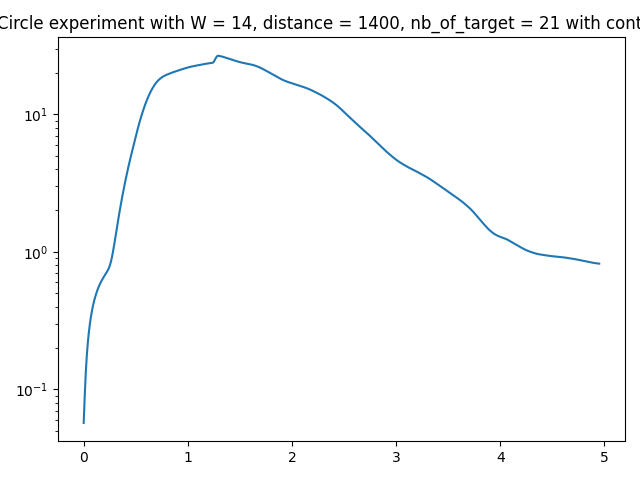 Circle experiment with W = 14, distance = 1400, nb_of_target = 21 with cont
10¹
10⁰
10⁻¹
0 1 2 3 4 5